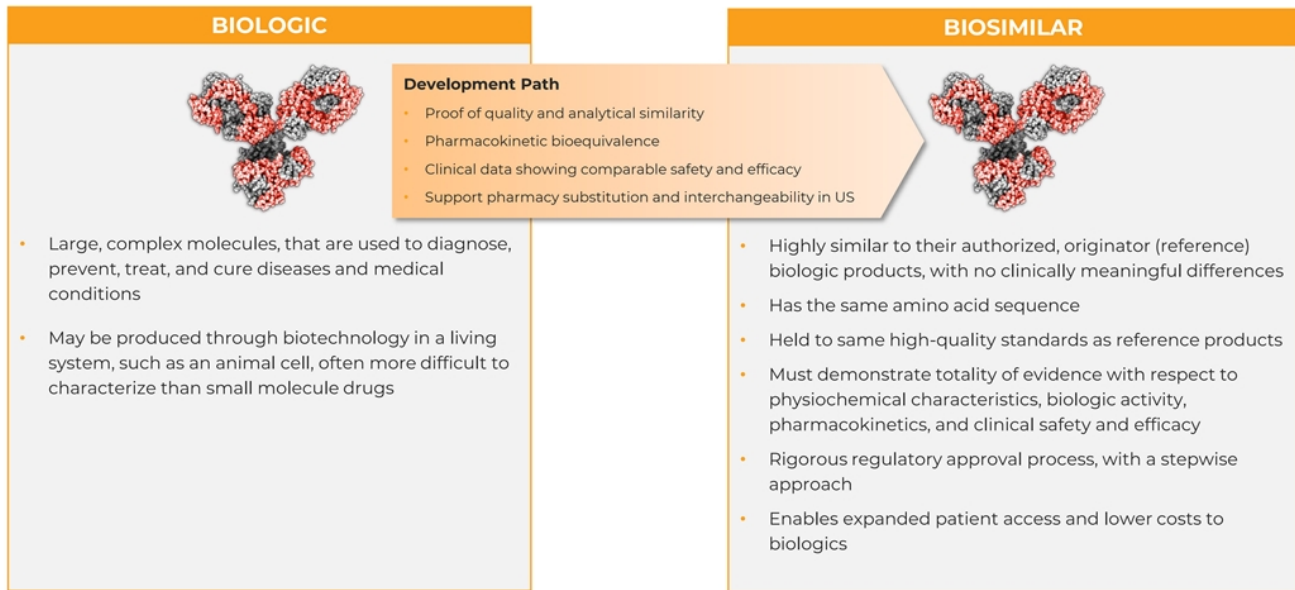 BIOLOGIC
Large, complex molecules, that are used to diagnose,
prevent, treat, and cure diseases and medical
conditions
May be produced through biotechnology in a living
system, such as an animal cell, often more difficult to
characterize than small molecule drugs
Development Path
Proof of quality and analytical similarity
Pharmacokinetic bioequivalence
Clinical data showing comparable safety and efficacy
Support pharmacy substitution and interchangeability in US
BIOSIMILAR
Highly similar to their authorized, originator (reference)
biologic products, with no clinically meaningful differences
Has the same amino acid sequence
Held to same high-quality standards as reference products
Must demonstrate totality of evidence with respect to
physiochemical characteristics, biologic activity,
pharmacokinetics, and clinical safety and efficacy
Rigorous regulatory approval process, with a stepwise
approach
Enables expanded patient access and lower costs to
biologics